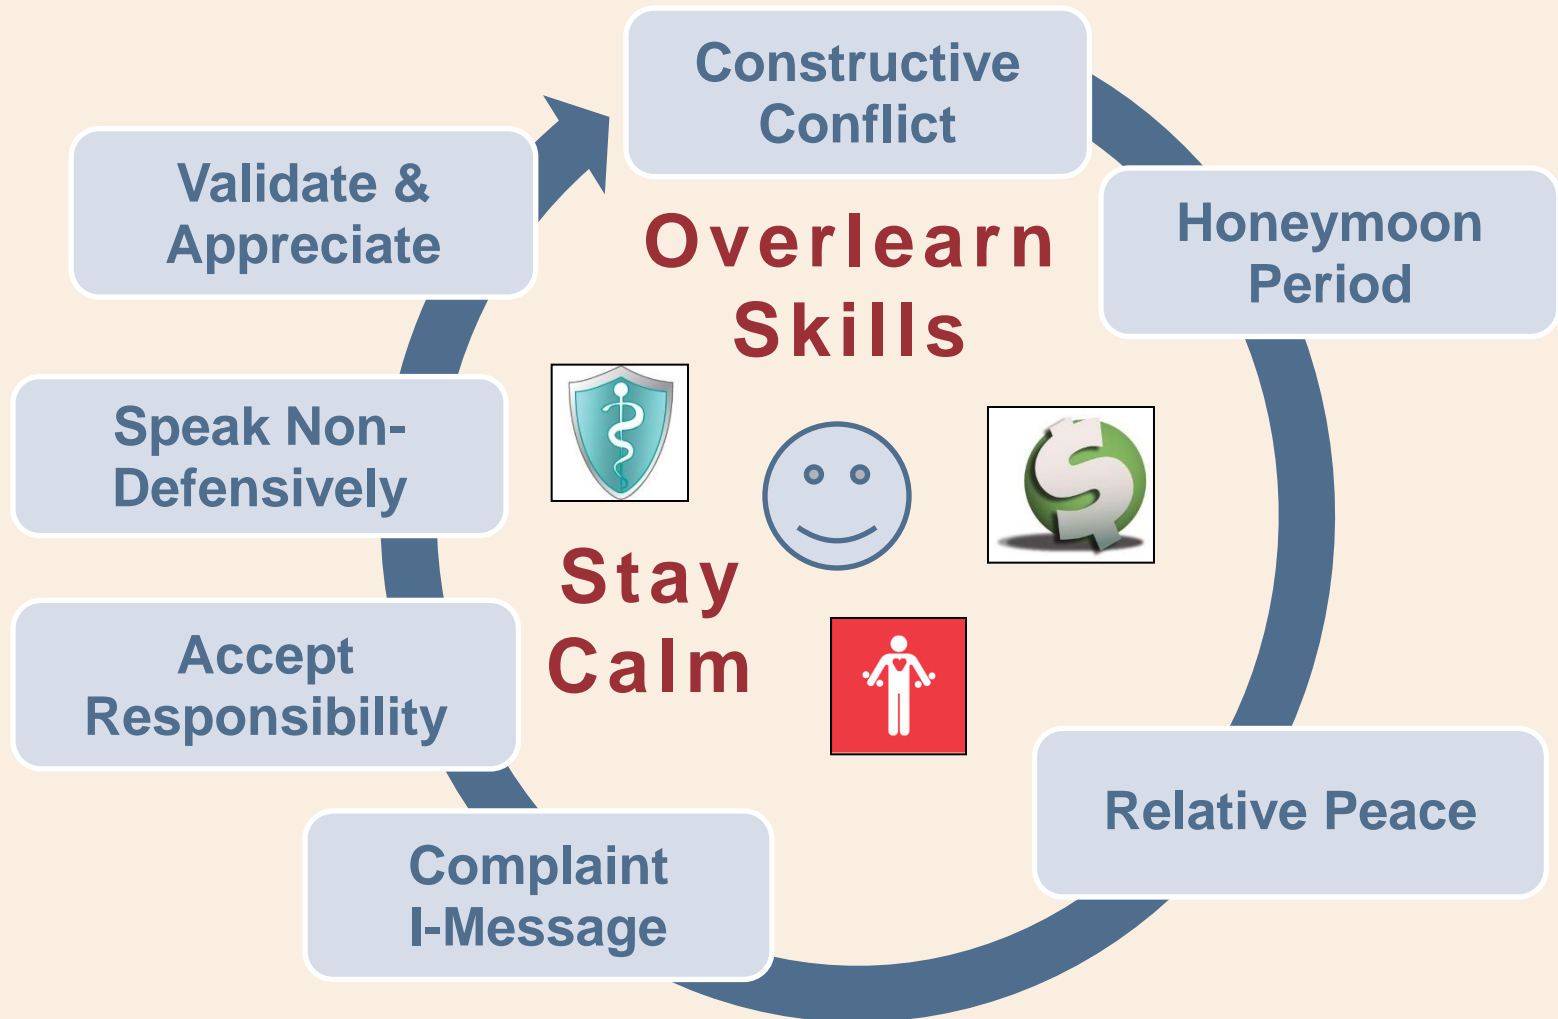 Constructive
Conflict
Honeymoon
Period
Relative Peace
Complaint
I-Message
Accept
Responsibility
Speak Non-
Defensively
Validate &
Appreciate
Overlearn
Skills
Stay
Calm
$